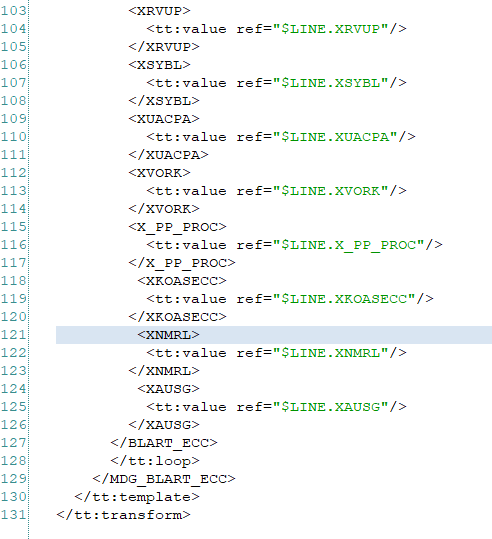 103 <XRVUP>
104 <tt:value ref="$LINE.XRVUP"/>
105 </XRVUP>
106 <XSYBL>
107 <tt:value ref="$LINE.XSYBL"/>
108 </XSYBL>
109 <XUACPA>
110 <tt:value ref="$LINE.XUACPA"/>
111 </XUACPA>
112 <XVORK>
113 <tt:value ref="$LINE.XVORK"/>
114 </XVORK>
115 <X_PP_PROC>
116 <tt:value ref="$LINE.X_PP_PROC"/>
117 </X_PP_PROC>
118 <XKOASECC>
119 <tt:value ref="$LINE.XKOASECC"/>
120 </XKOASECC>
121 <XNMRL>
122 <tt:value ref="$LINE.XNMRL"/>
123 </XNMRL>
124 <XAUSG>
125 <tt:value ref="$LINE.XAUSG"/>
126 </XAUSG>
127 </BLART_ECC>
128 </tt:loop>
129 </MDG_BLART_ECC>
130 </tt:template>
131 </tt:transform>